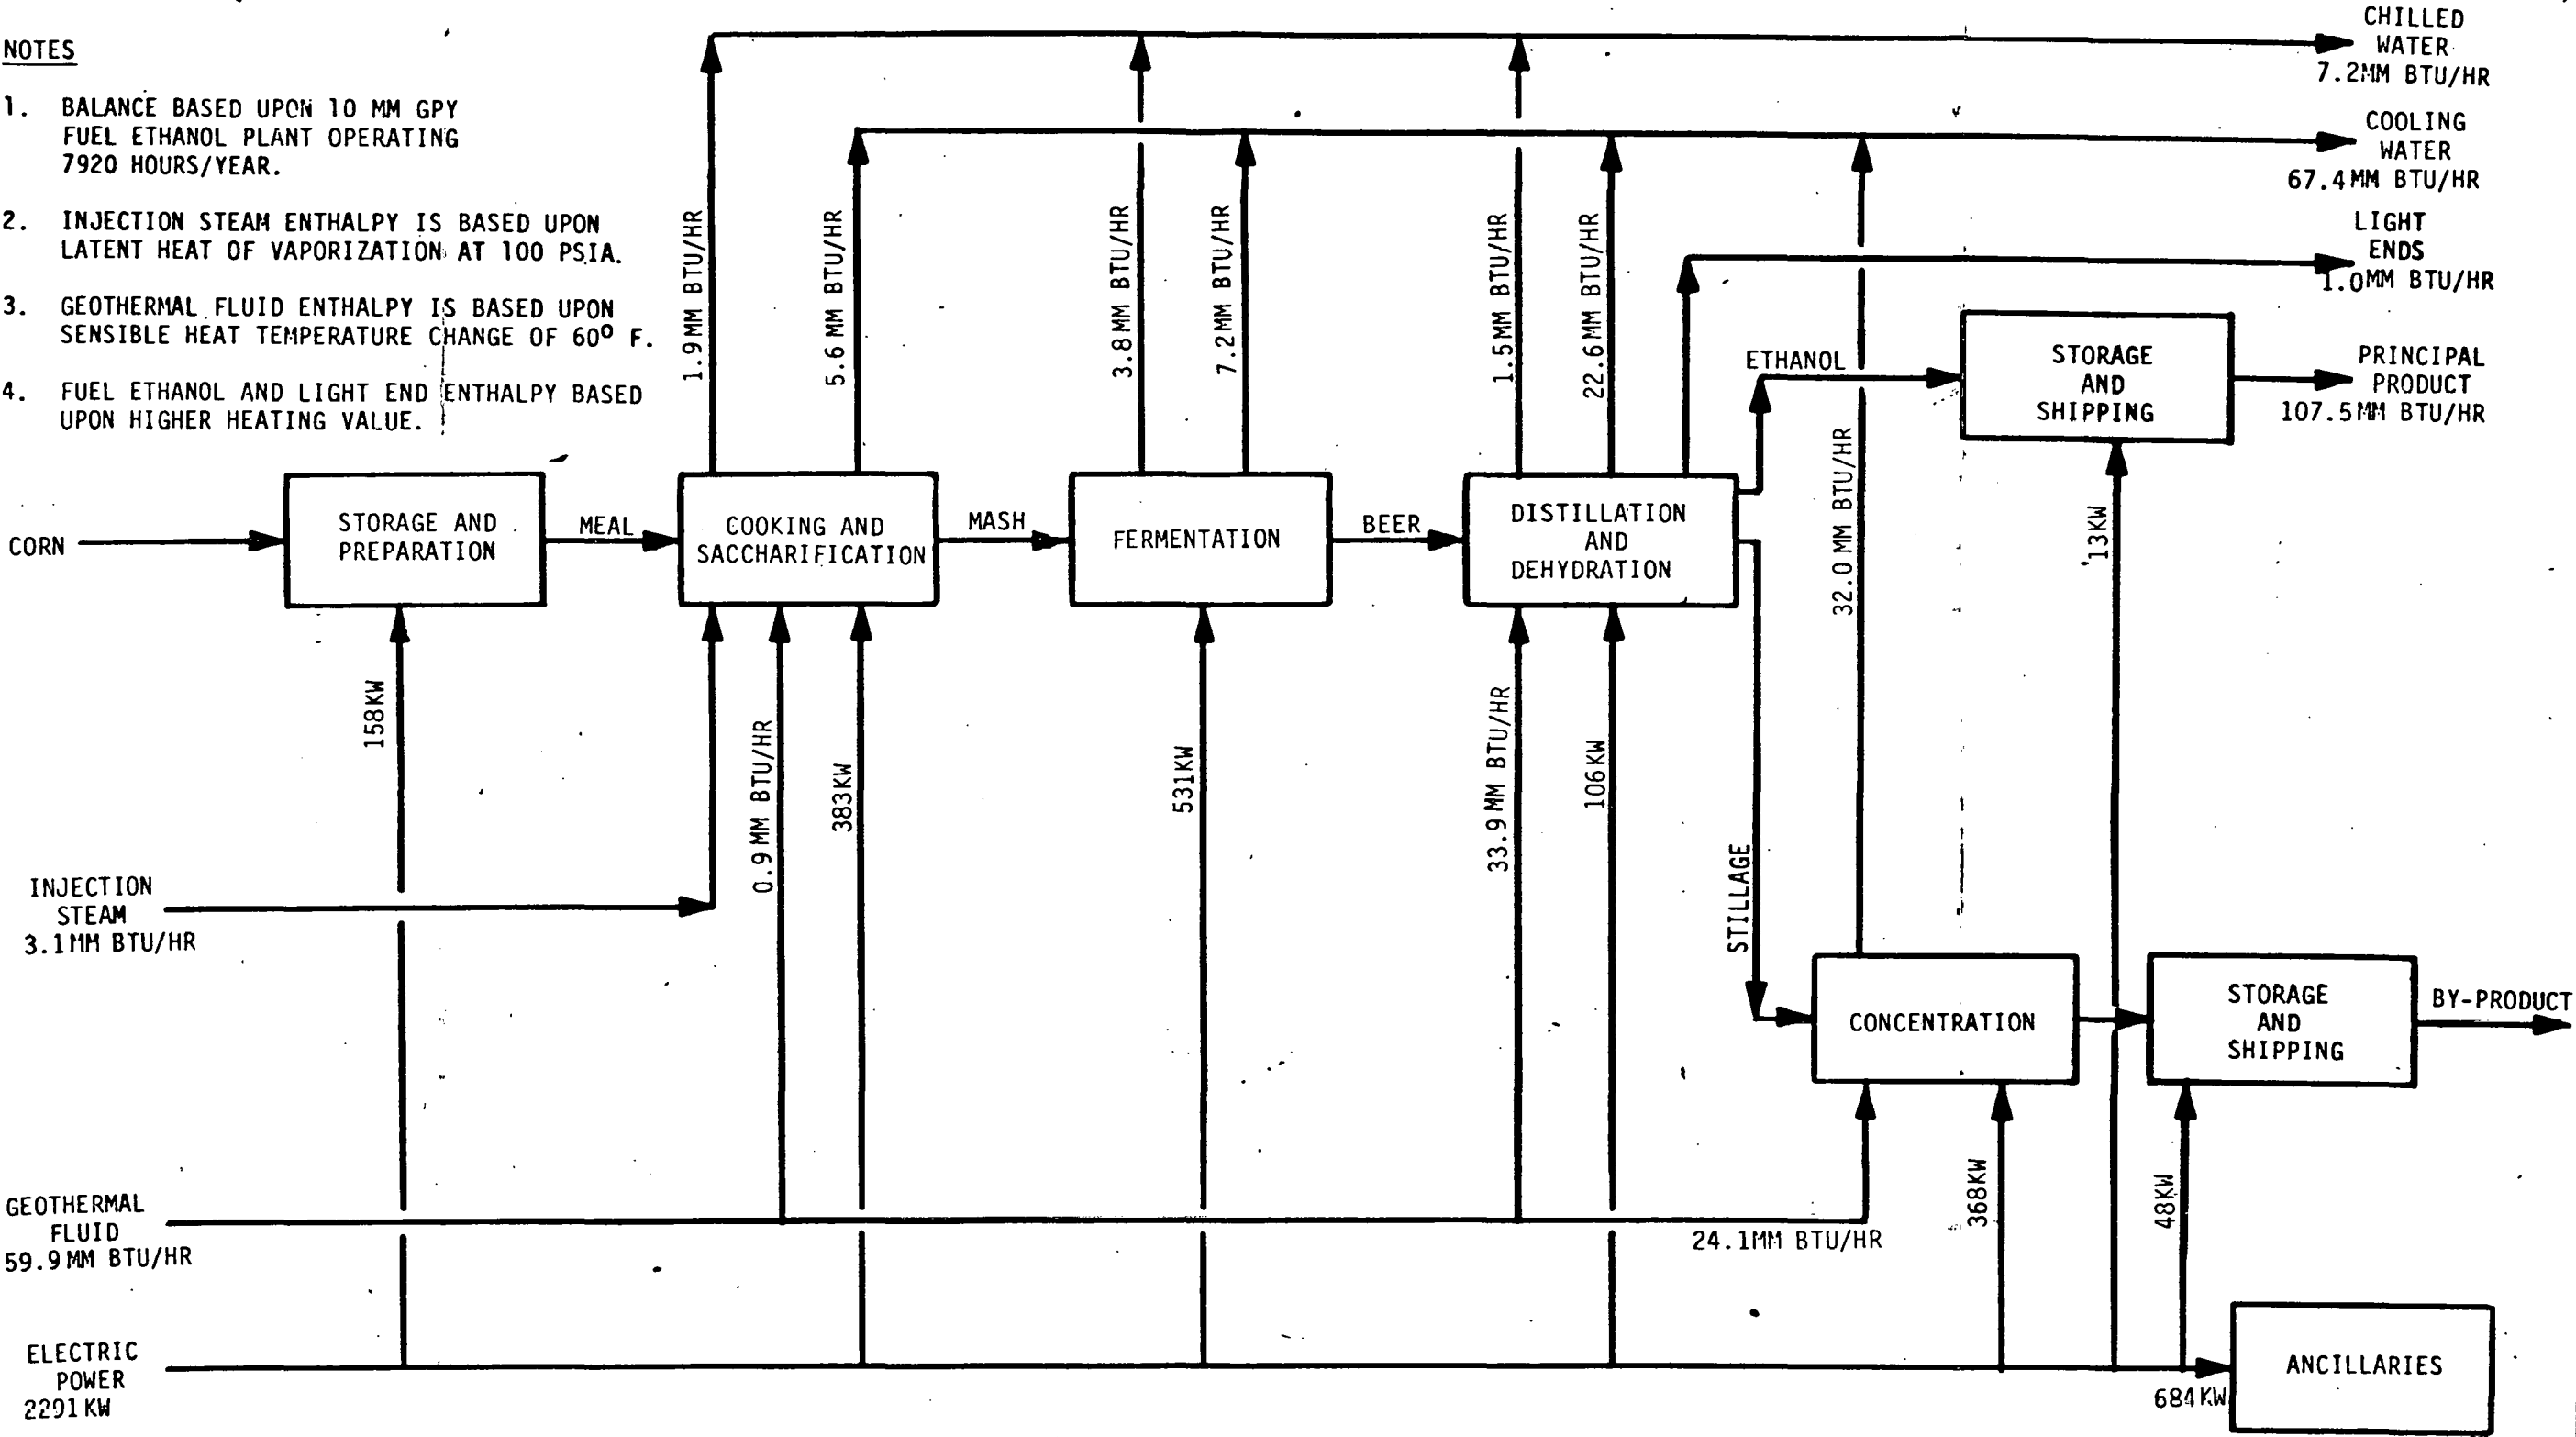 NOTES
1. BALANCE BASED UPON 10 MM GPY
FUEL ETHANOL PLANT OPERATING
7920 HOURS/YEAR.
2. INJECTION STEAM ENTHALPY IS BASED UPON
LATENT HEAT OF VAPORIZATION AT 100 PSIA.
3. GEOTHERMAL FLUID ENTHALPY IS BASED UPON
SENSIBLE HEAT TEMPERATURE CHANGE OF 60° F.
4. FUEL ETHANOL AND LIGHT END ENTHALPY BASED
UPON HIGHER HEATING VALUE.
CHILLED
WATER
7.2MM BTU/HR
COOLING
WATER
67.4MM BTU/HR
LIGHT
ENDS
1.0MM BTU/HR
PRINCIPAL
PRODUCT
107.5MM BTU/HR
1.9MM BTU/HR
5.6MM BTU/HR
3.8MM BTU/HR
7.2MM BTU/HR
1.5MM BTU/HR
22.6MM BTU/HR
32.0 MM BTU/HR
ETHANOL
STORAGE
AND
SHIPPING
CORN
STORAGE AND
PREPARATION
MEAL
COOKING AND
SACCHARIFICATION
MASH
FERMENTATION
BEER
DISTILLATION
AND
DEHYDRATION
13KW
158KW
0.9MM BTU/HR
383KW
531KW
33.9MM BTU/HR
106KW
STILLAGE
INJECTION
STEAM
3.1MM BTU/HR
CONCENTRATION
STORAGE
AND
SHIPPING
BY-PRODUCT
GEOTHERMAL
FLUID
59.9MM BTU/HR
24.1MM BTU/HR
368KW
48KW
ELECTRIC
POWER
2291KW
684KW
ANCILLARIES